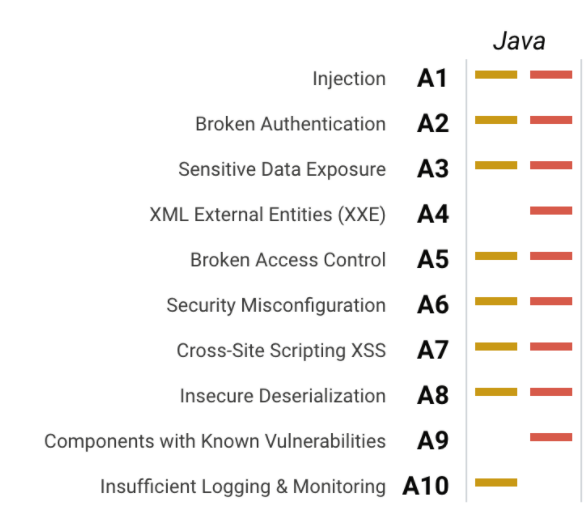 Java
Injection A1
Broken Authentication A2
Sensitive Data Exposure A3
XML External Entities (XXE) A4
Broken Access Control A5
Security Misconfiguration A6
Cross-Site Scripting XSS A7
Insecure Deserialization A8
Components with Known Vulnerabilities A9
Insufficient Logging & Monitoring A10